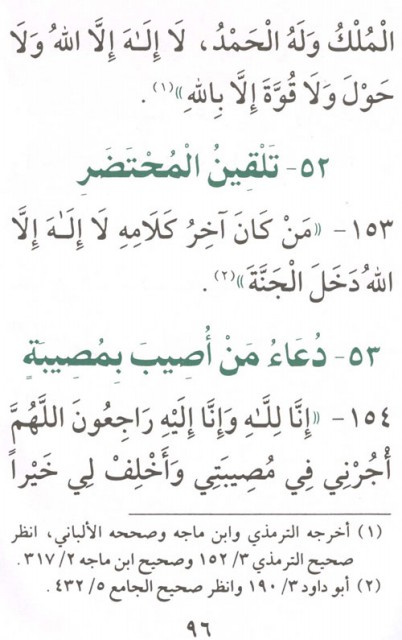 الْمُلْكُ وَلَهُ الْحَمْدُ، لَا إِلَـٰهَ إِلَّا اللهُ وَلَا
حَوْلَ وَلَا قُوَّةَ إِلَّا بِاللهِ»(١).
٥٢- تَلْقِينُ الْمُحْتَضَرِ
١٥٣- «مَنْ كَانَ آخِرُ كَلَامِهِ لَا إِلَـٰهَ إِلَّا
اللهُ دَخَلَ الْجَنَّةَ»(٢).
٥٣- دُعَاءُ مَنْ أُصِيبَ بِمُصِيبَةٍ
١٥٤- «إِنَّا لِلَّـهِ وَإِنَّا إِلَيْهِ رَاجِعُونَ اللَّهُمَّ
أْجُرْنِي فِي مُصِيبَتِي وَأَخْلِفْ لِي خَيْراً
(١) أخرجه الترمذي وابن ماجه وصححه الألباني، انظر
صحيح الترمذي ٣/ ١٥٢ وصحيح ابن ماجه ٢/ ٣١٧.
(٢) أبو داود ٣/ ١٩٠ وانظر صحيح الجامع ٥/ ٤٣٢.
٩٦